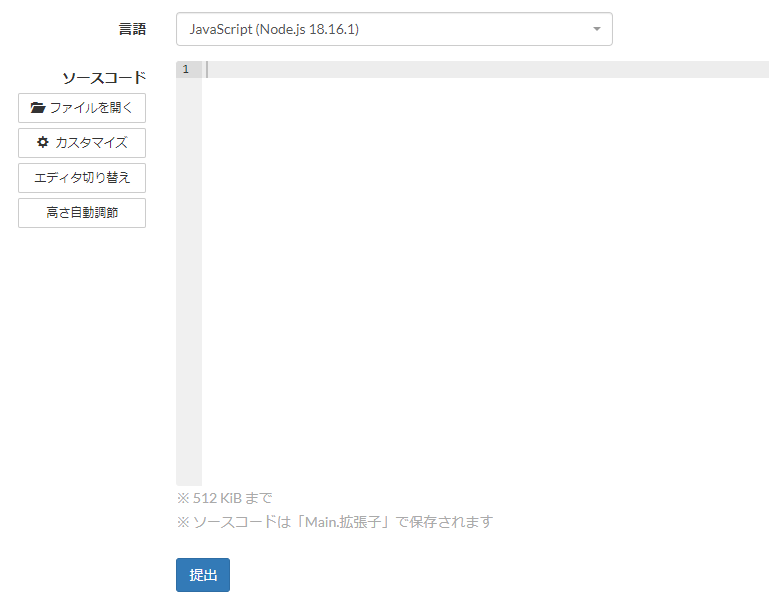 言語
JavaScript (Node.js 18.16.1)
ソースコード
1
ファイルを開く
カスタマイズ
エディタ切り替え
高さ自動調節
※ 512 KiB まで
※ ソースコードは「Main.拡張子」で保存されます
提出